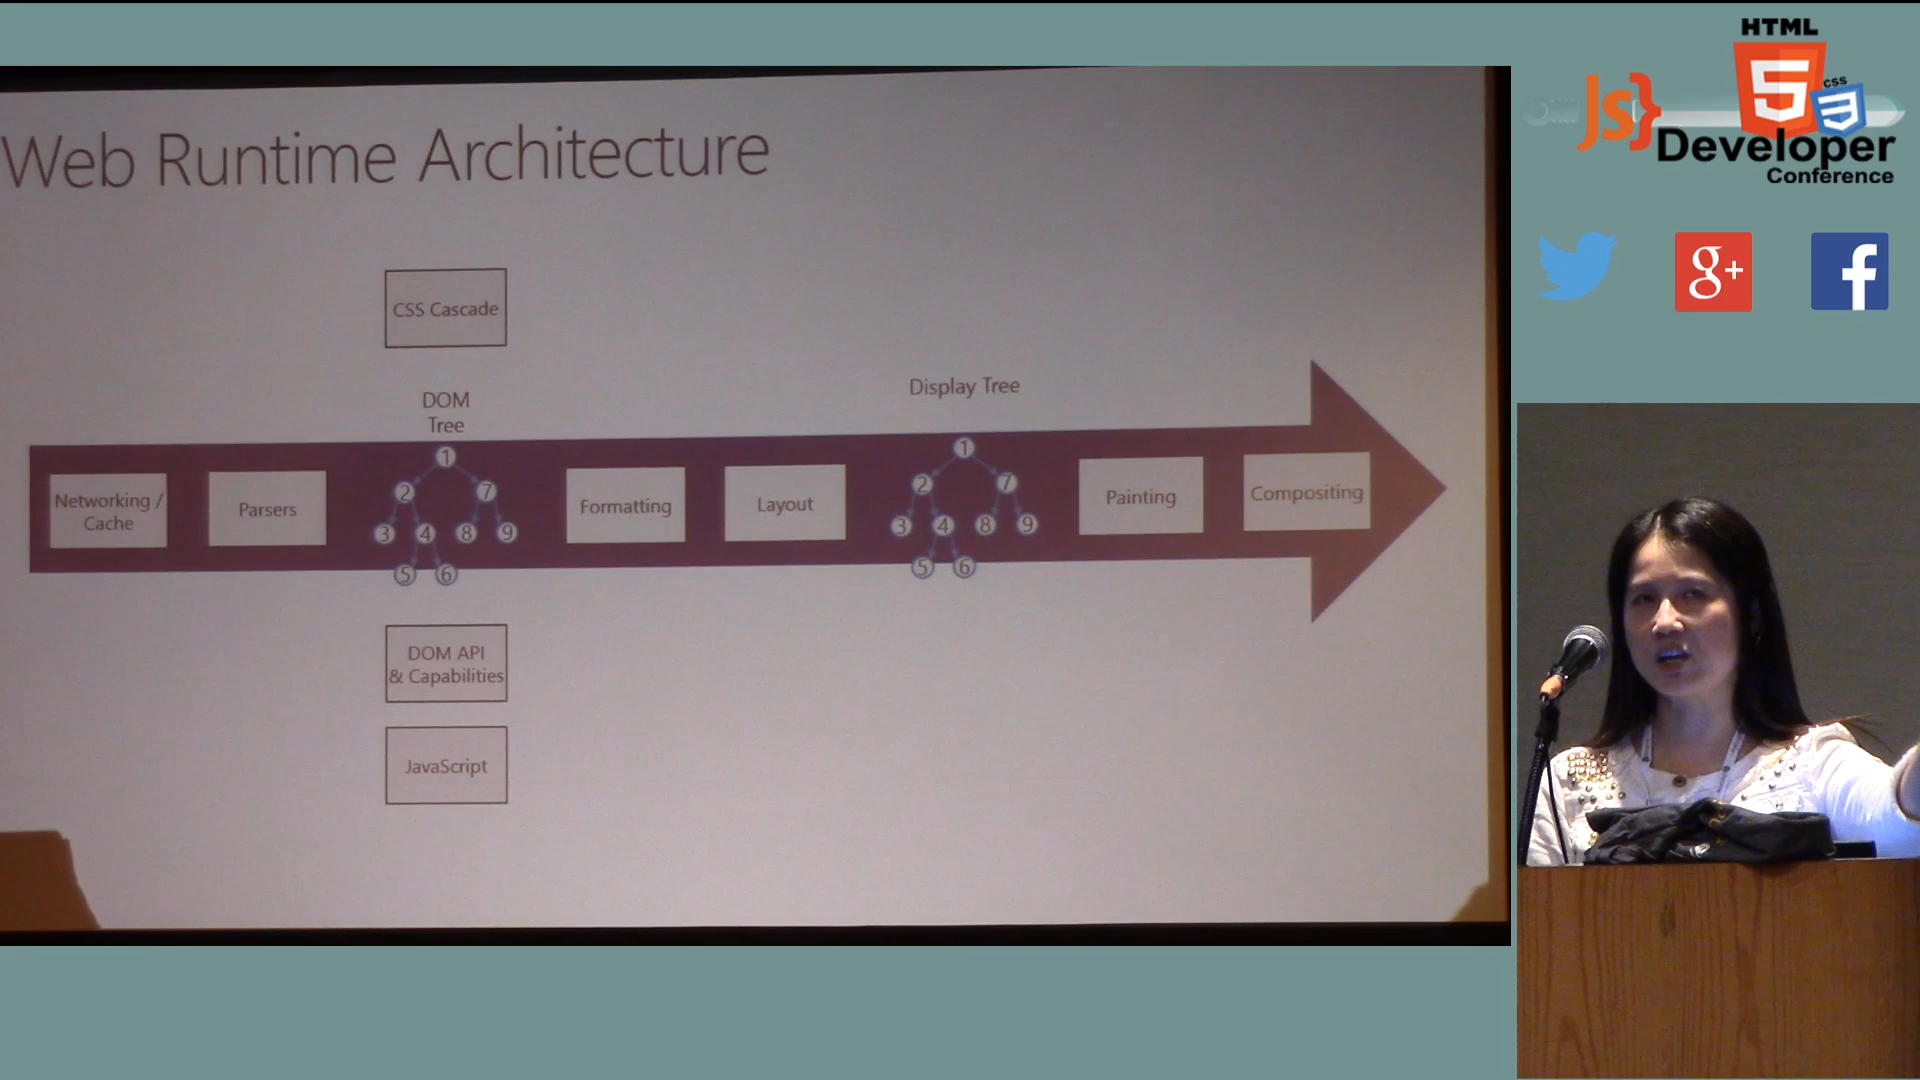 Web Runtime Architecture
CSS Cascade
DOM
Tree
Display Tree
1
2
7
3
4
8
9
5
6
1
2
7
3
4
8
9
5
6
Networking /
Cache
Parsers
Formatting
Layout
Painting
Compositing
DOM API
& Capabilities
JavaScript
HTML
5
CSS
3
JS}
Developer
Conference
g+
f